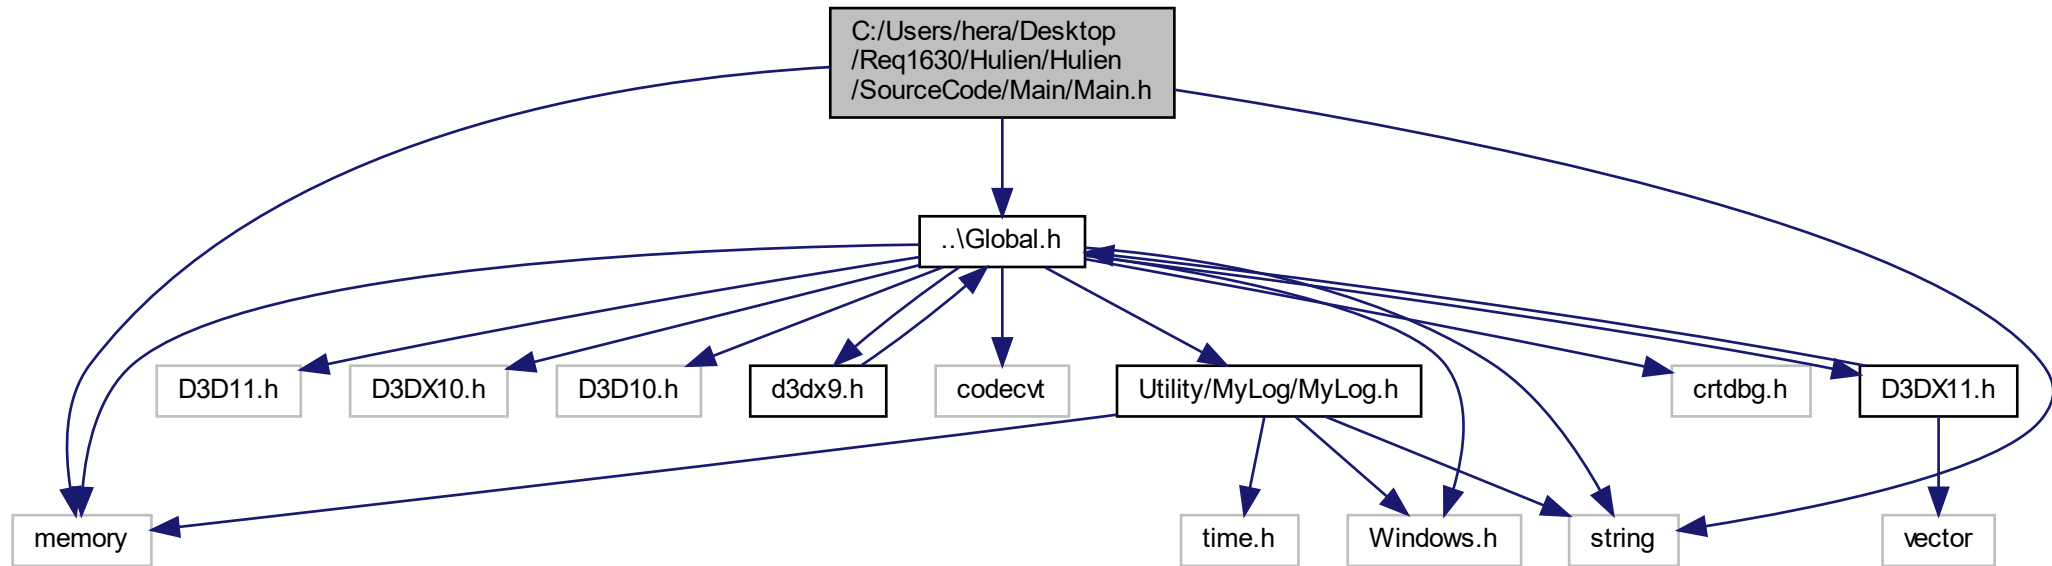 C:/Users/hera/Desktop
/Req1630/Hulien/Hulien
/SourceCode/Main/Main.h
..\Global.h
D3D11.h
D3DX10.h
D3D10.h
d3dx9.h
codecvt
Utility/MyLog/MyLog.h
crtdbg.h
D3DX11.h
memory
time.h
Windows.h
string
vector